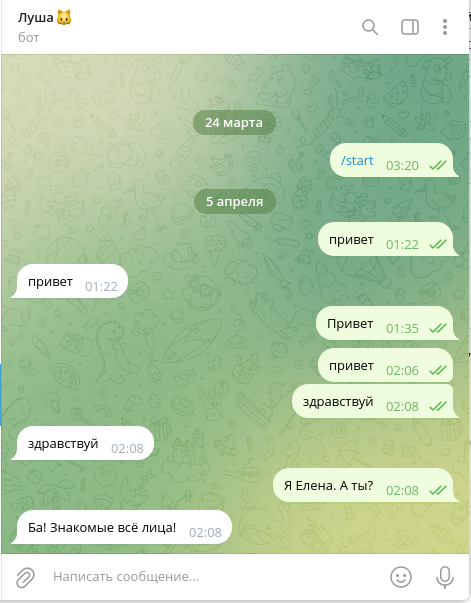 Луша🐱
бот
24 марта
/start 03:20
5 апреля
привет 01:22
привет 01:22
Привет 01:35
привет 02:06
здравствуй 02:08
здравствуй 02:08
Я Елена. А ты? 02:08
Ба! Знакомые всё лица! 02:08
Написать сообщение...